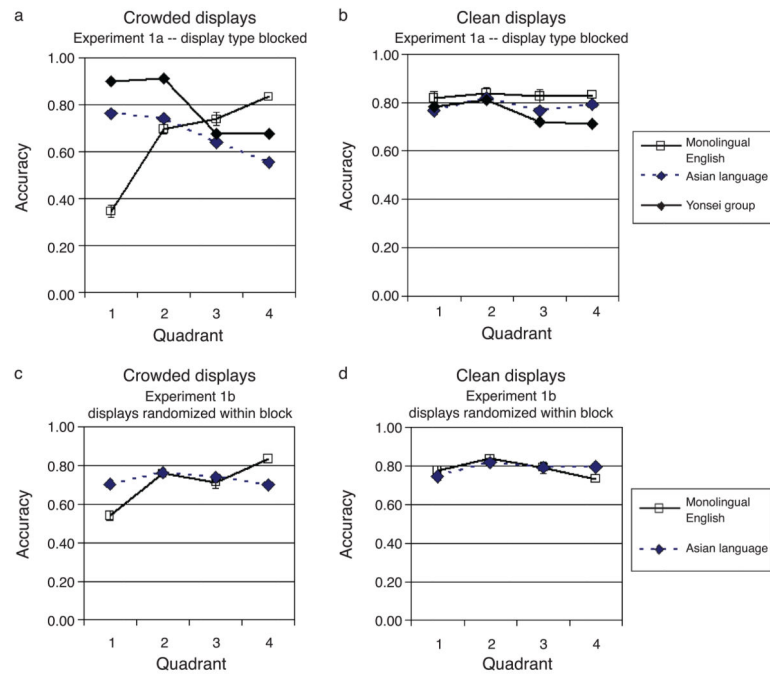 a
Crowded displays
Experiment 1a -- display type blocked
1.00
0.80
0.60
0.40
0.20
0.00
Accuracy
1 2 3 4
Quadrant
b
Clean displays
Experiment 1a -- display type blocked
1.00
0.80
0.60
0.40
0.20
0.00
Accuracy
1 2 3 4
Quadrant
Monolingual
English
Asian language
Yonsei group
c
Crowded displays
Experiment 1b
displays randomized within block
1.00
0.80
0.60
0.40
0.20
0.00
Accuracy
1 2 3 4
Quadrant
d
Clean displays
Experiment 1b
displays randomized within block
1.00
0.80
0.60
0.40
0.20
0.00
Accuracy
1 2 3 4
Quadrant
Monolingual
English
Asian language